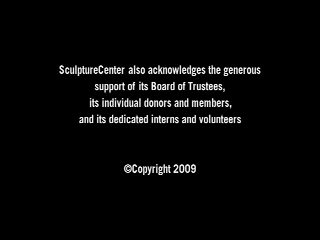 SculptureCenter also acknowledges the generous
support of its Board of Trustees,
its individual donors and members,
and its dedicated interns and volunteers
©Copyright 2009